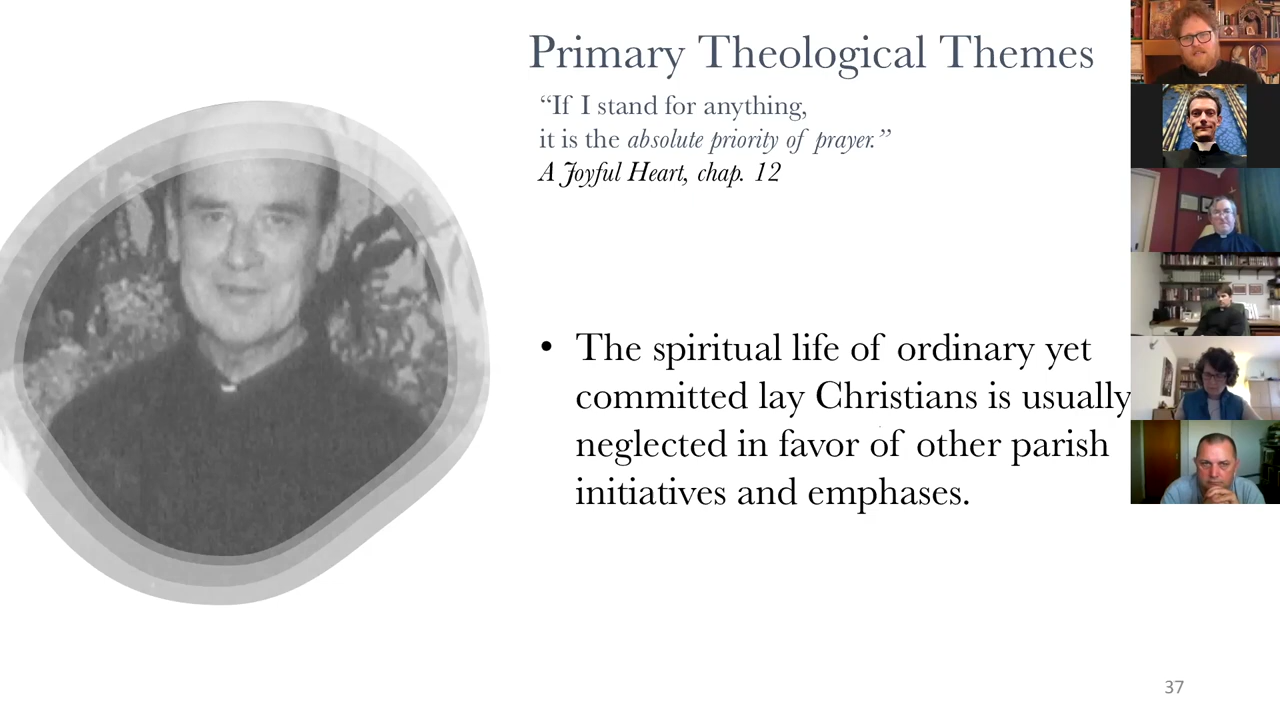 Primary Theological Themes
“If I stand for anything,
it is the absolute priority of prayer.”
A Joyful Heart, chap. 12
• The spiritual life of ordinary yet
committed lay Christians is usually
neglected in favor of other parish
initiatives and emphases.
37